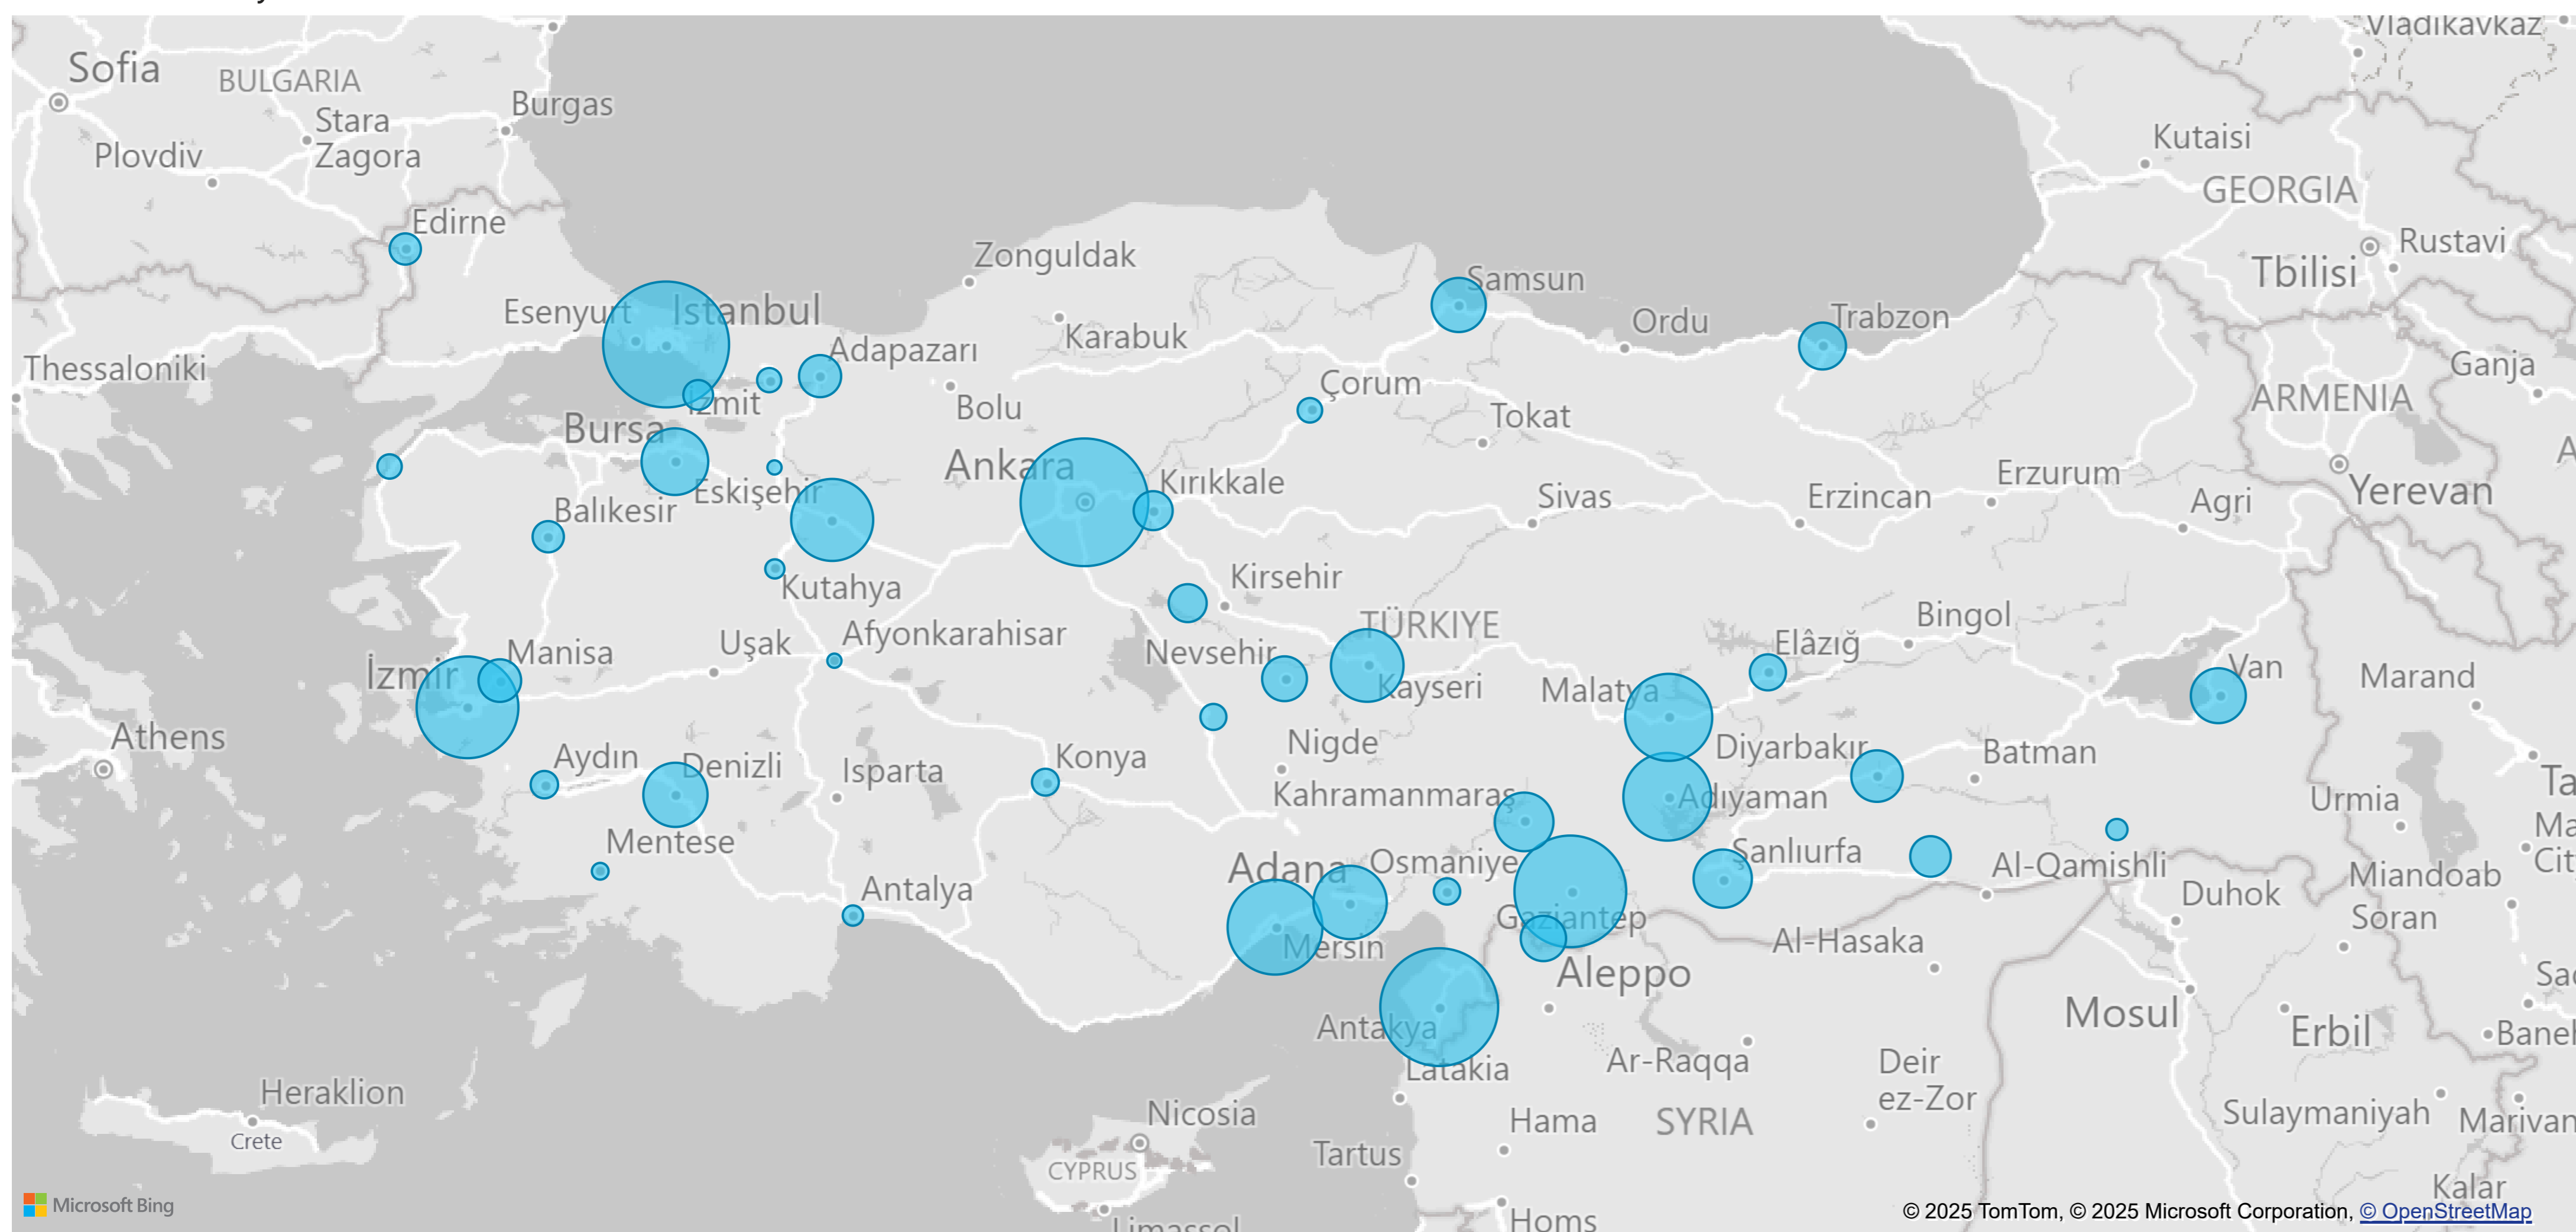 Vladikavkaz
Sofia
BULGARIA
Burgas
Stara
Zagora
Plovdiv
Kutaisi
GEORGIA
Edirne
Rustavi
Tbilisi
Zonguldak
Samsun
Esenyurt
Istanbul
Karabuk
Ordu
Trabzon
Adapazarı
Thessaloniki
Ganja
Çorum
ARMENIA
İzmit
Bolu
Tokat
Bursa
Ankara
Kırıkkale
Erzurum
Eskişehir
Sivas
Erzincan
Agri
Yerevan
Balıkesir
Kutahya
Kirsehir
TÜRKIYE
Bingol
Uşak
Afyonkarahisar
Manisa
Nevsehir
Elâzığ
Van
İzmir
Kayseri
Malatya
Marand
Athens
Nigde
Diyarbakır
Batman
Aydın
Denizli
Isparta
Konya
Kahramanmaraş
Adıyaman
Urmia
Mentese
Adana
Osmaniye
Şanlıurfa
Al-Qamishli
Antalya
Duhok
Miandoab
Soran
Gaziantep
Mersin
Al-Hasaka
Aleppo
Antakya
Mosul
Erbil
Latakia
Ar-Raqqa
Deir
ez-Zor
Heraklion
Crete
Nicosia
Hama
SYRIA
Sulaymaniyah
Tartus
CYPRUS
Kalar
Limassol
Homs
Microsoft Bing
© 2025 TomTom, © 2025 Microsoft Corporation, © OpenStreetMap